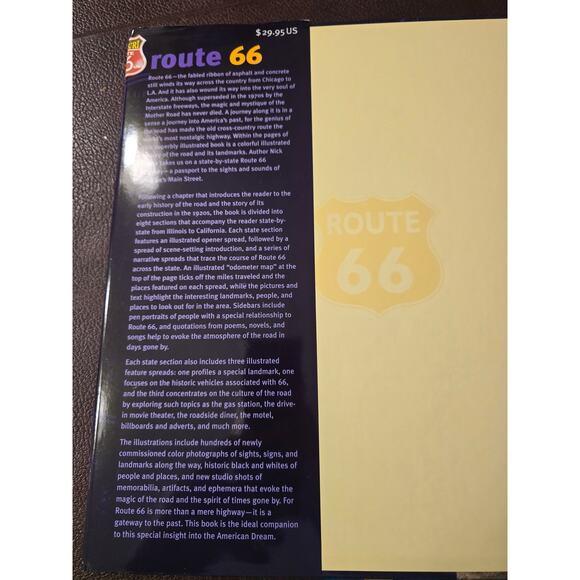 $29.95 US
route 66
Route 66—the fabled ribbon of asphalt and concrete
still winds its way across the country from Chicago to
L.A. And it has also wound its way into the very soul of
America. Although superseded in the 1970s by the
Interstate freeways, the magic and mystique of the
Mother Road has never died. A journey along it is in a
sense a journey into America's past, for the genius of
the road has made the old cross-country route the
most nostalgic highway. Within the pages of
superbly illustrated book is a colorful illustrated
of the road and its landmarks. Author Nick
takes us on a state-by-state Route 66
—a passport to the sights and sounds of
Main Street.
Following a chapter that introduces the reader to the
early history of the road and the story of its
construction in the 1920s, the book is divided into
eight sections that accompany the reader state-by-
state from Illinois to California. Each state section
features an illustrated opener spread, followed by a
spread of scene-setting introduction, and a series of
narrative spreads that trace the course of Route 66
across the state. An illustrated "odometer map" at the
top of the page ticks off the miles traveled and the
places featured on each spread, while the pictures and
text highlight the interesting landmarks, people, and
places to look out for in the area. Sidebars include
pen portraits of people with a special relationship to
Route 66, and quotations from poems, novels, and
songs help to evoke the atmosphere of the road in
days gone by.
Each state section also includes three illustrated
feature spreads: one profiles a special landmark, one
focuses on the historic vehicles associated with 66,
and the third concentrates on the culture of the road
by exploring such topics as the gas station, the drive-
in movie theater, the roadside diner, the motel,
billboards and adverts, and much more.
The illustrations include hundreds of newly
commissioned color photographs of sights, signs, and
landmarks along the way, historic black and whites of
people and places, and new studio shots of
memorabilia, artifacts, and ephemera that evoke the
magic of the road and the spirit of times gone by. For
Route 66 is more than a mere highway—it is a
gateway to the past. This book is the ideal companion
to this special insight into the American Dream.
ROUTE
66